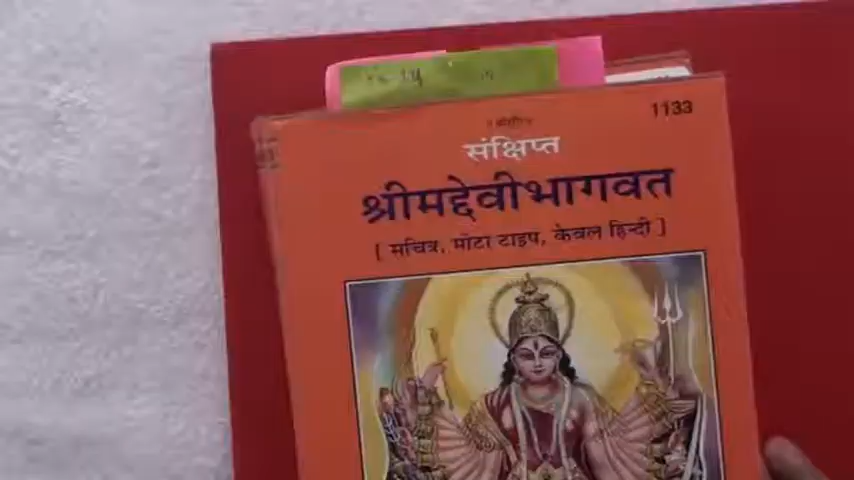 1133
संक्षिप्त
श्रीमद्देवीभागवत
[ सचित्र, मोटा टाइप, केवल हिन्दी ]